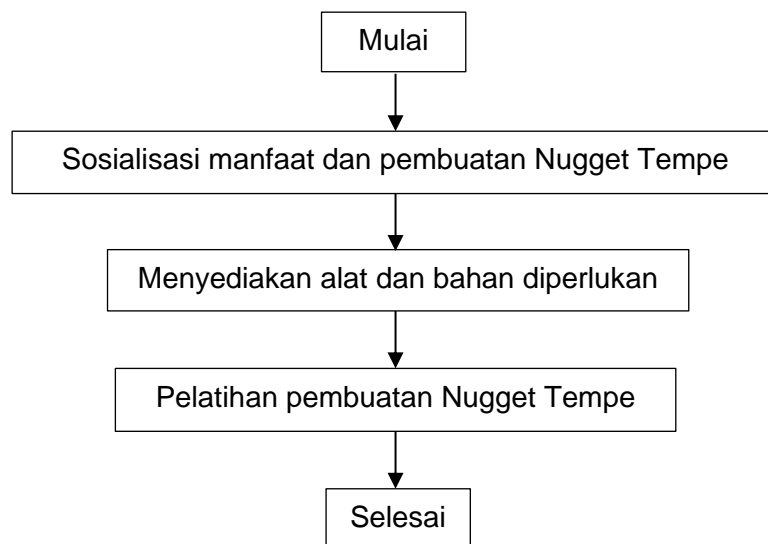 Mulai
Sosialisasi manfaat dan pembuatan Nugget Tempe
Menyediakan alat dan bahan diperlukan
Pelatihan pembuatan Nugget Tempe
Selesai